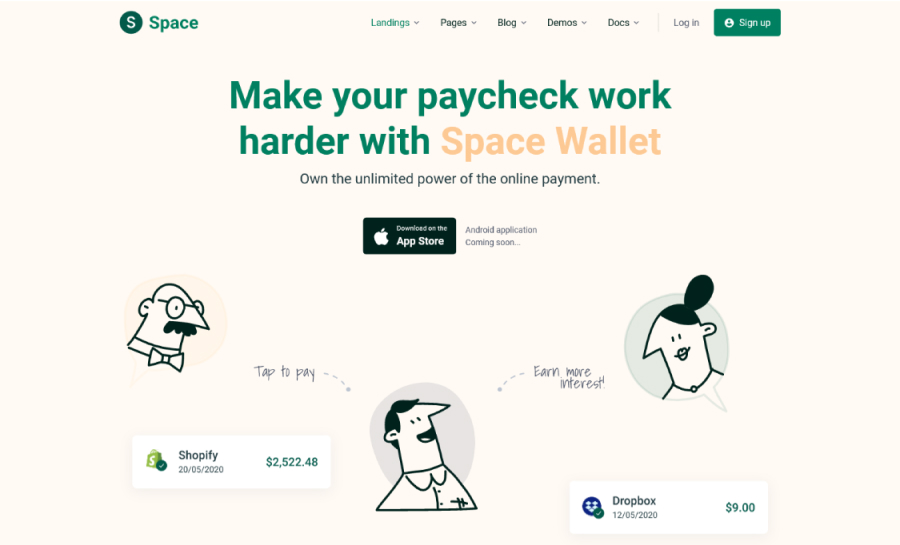 S Space
Landings Pages Blog Demos Docs Log in Sign up
Make your paycheck work
harder with Space Wallet
Own the unlimited power of the online payment.
Download on the
App Store
Android application
Coming soon...
Tap to pay
Earn more
interest!
Shopify
20/05/2020
$2,522.48
Dropbox
12/05/2020
$9.00